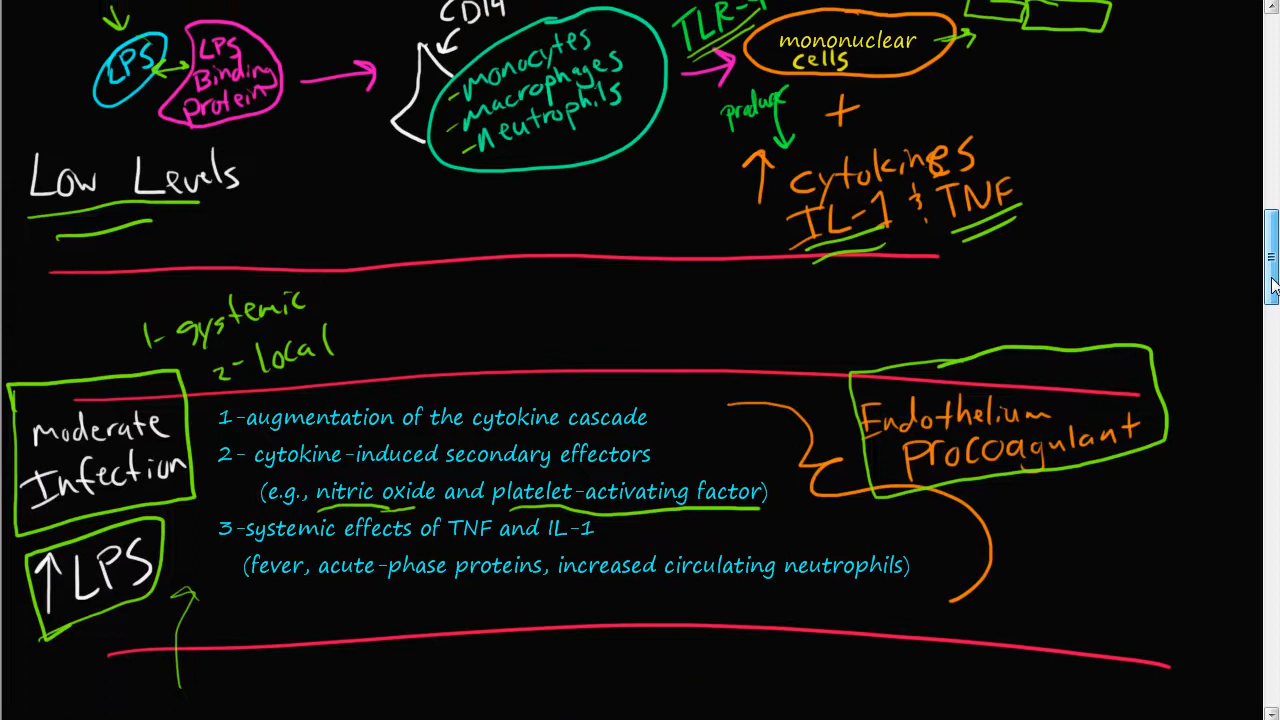 CD14
TLR-4
LPS
LPS
Binding
Protein
- monocytes
- macrophages
- Neutrophils
mononuclear
cells
produce
+
↑ Cytokines
IL-1 & TNF
Low Levels
1- systemic
2- local
Moderate
Infection
↑ LPS
1-augmentation of the cytokine cascade
2- cytokine-induced secondary effectors
(e.g., nitric oxide and platelet-activating factor)
3-systemic effects of TNF and IL-1
(fever, acute-phase proteins, increased circulating neutrophils)
Endothelium
Procoagulant